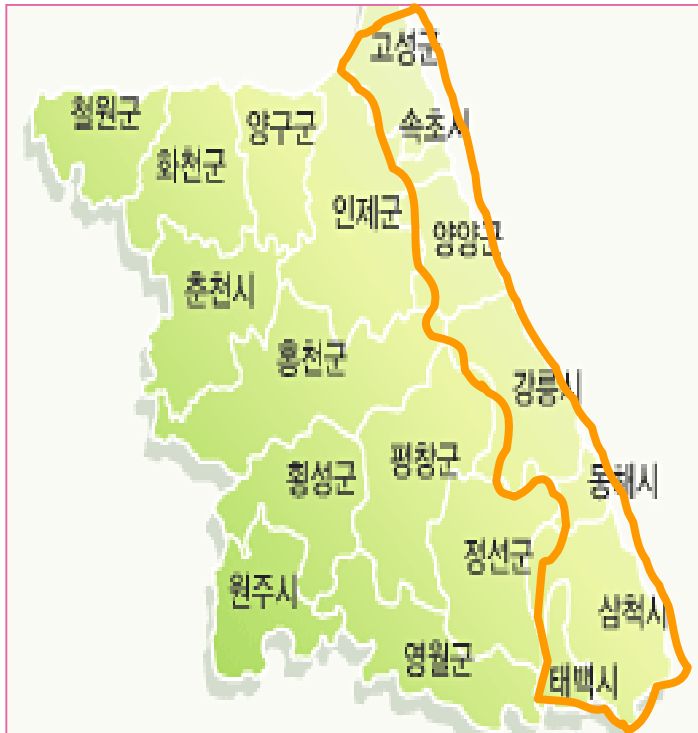 고성군
철원군
양구군
속초시
화천군
인제군
양양군
춘천시
홍천군
강릉시
평창군
횡성군
동해시
정선군
원주시
삼척시
영월군
태백시